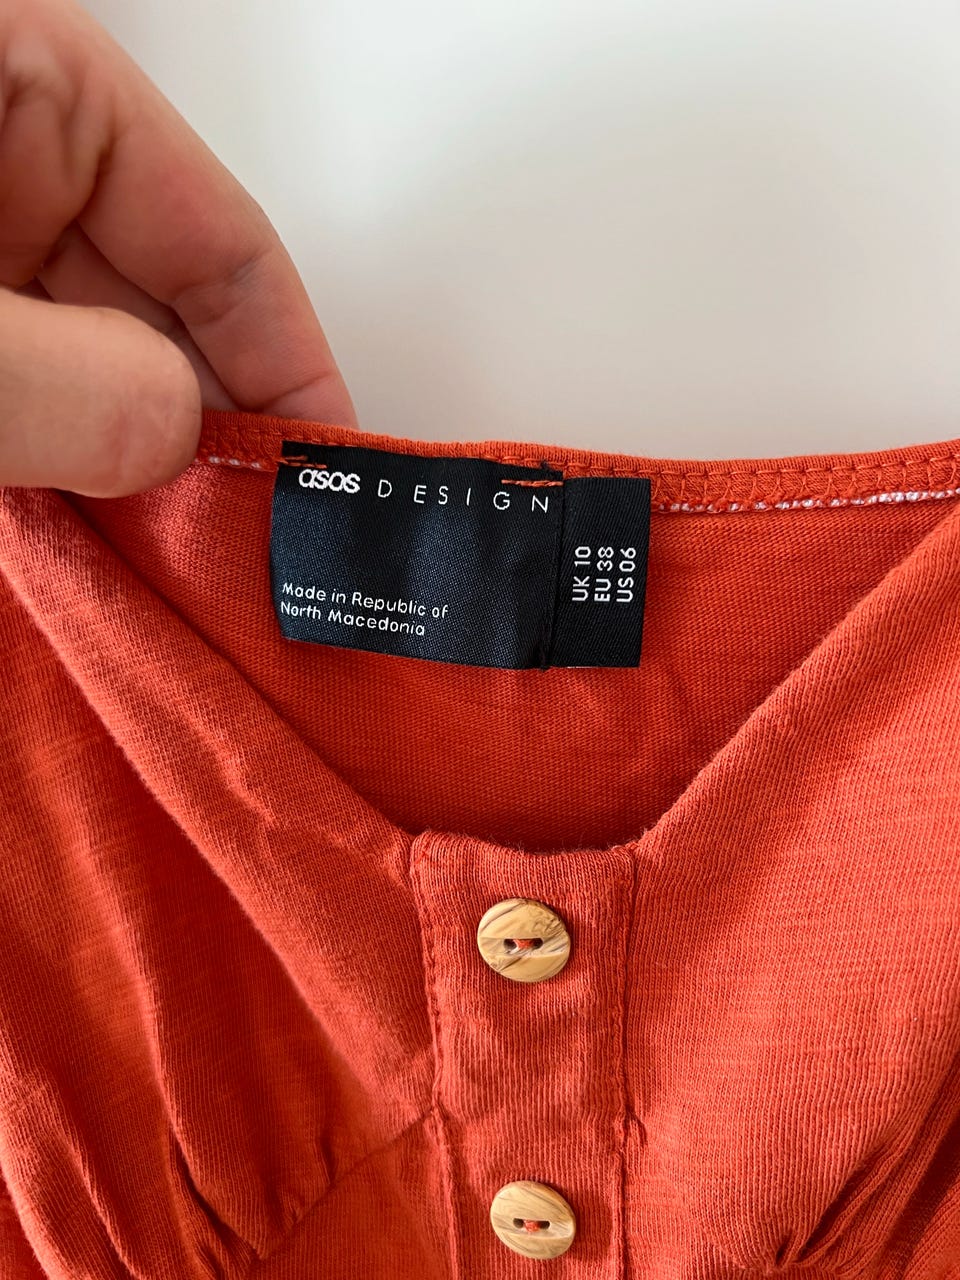 asos DESIGN
Made in Republic of
North Macedonia
UK 10
EU 38
US 06